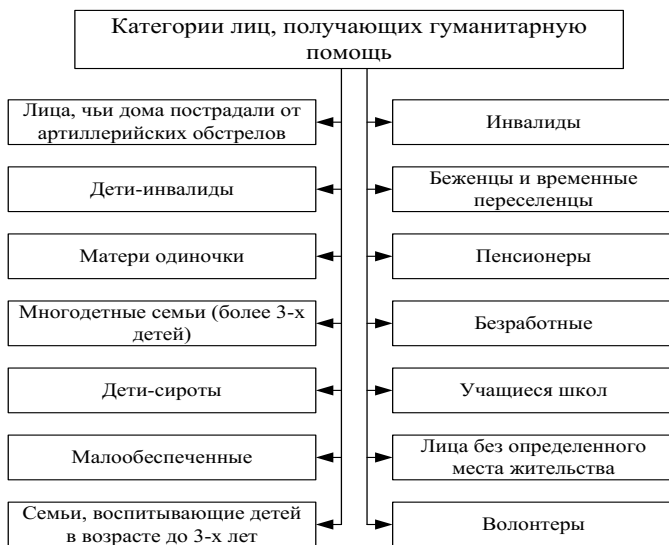 Категории лиц, получающих гуманитарную
помощь
Лица, чьи дома пострадали от
артиллерийских обстрелов
Инвалиды
Дети-инвалиды
Беженцы и временные
переселенцы
Матери одиночки
Пенсионеры
Многодетные семьи (более 3-х
детей)
Безработные
Дети-сироты
Учащиеся школ
Малообеспеченные
Лица без определенного
места жительства
Семьи, воспитывающие детей
в возрасте до 3-х лет
Волонтеры